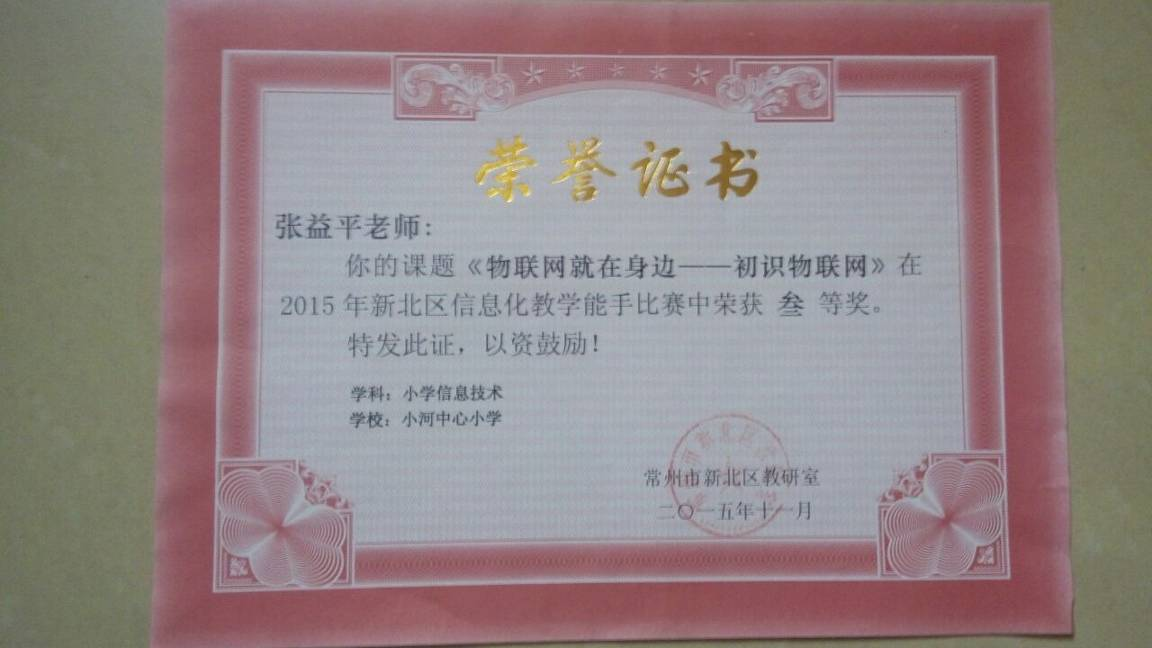 荣誉证书
张益平老师：
你的课题《物联网就在身边——初识物联网》在
2015年新北区信息化教学能手比赛中荣获 叁 等奖。
特发此证，以资鼓励！
学科：小学信息技术
学校：小河中心小学
常州市新北区教研室
二〇一五年十一月